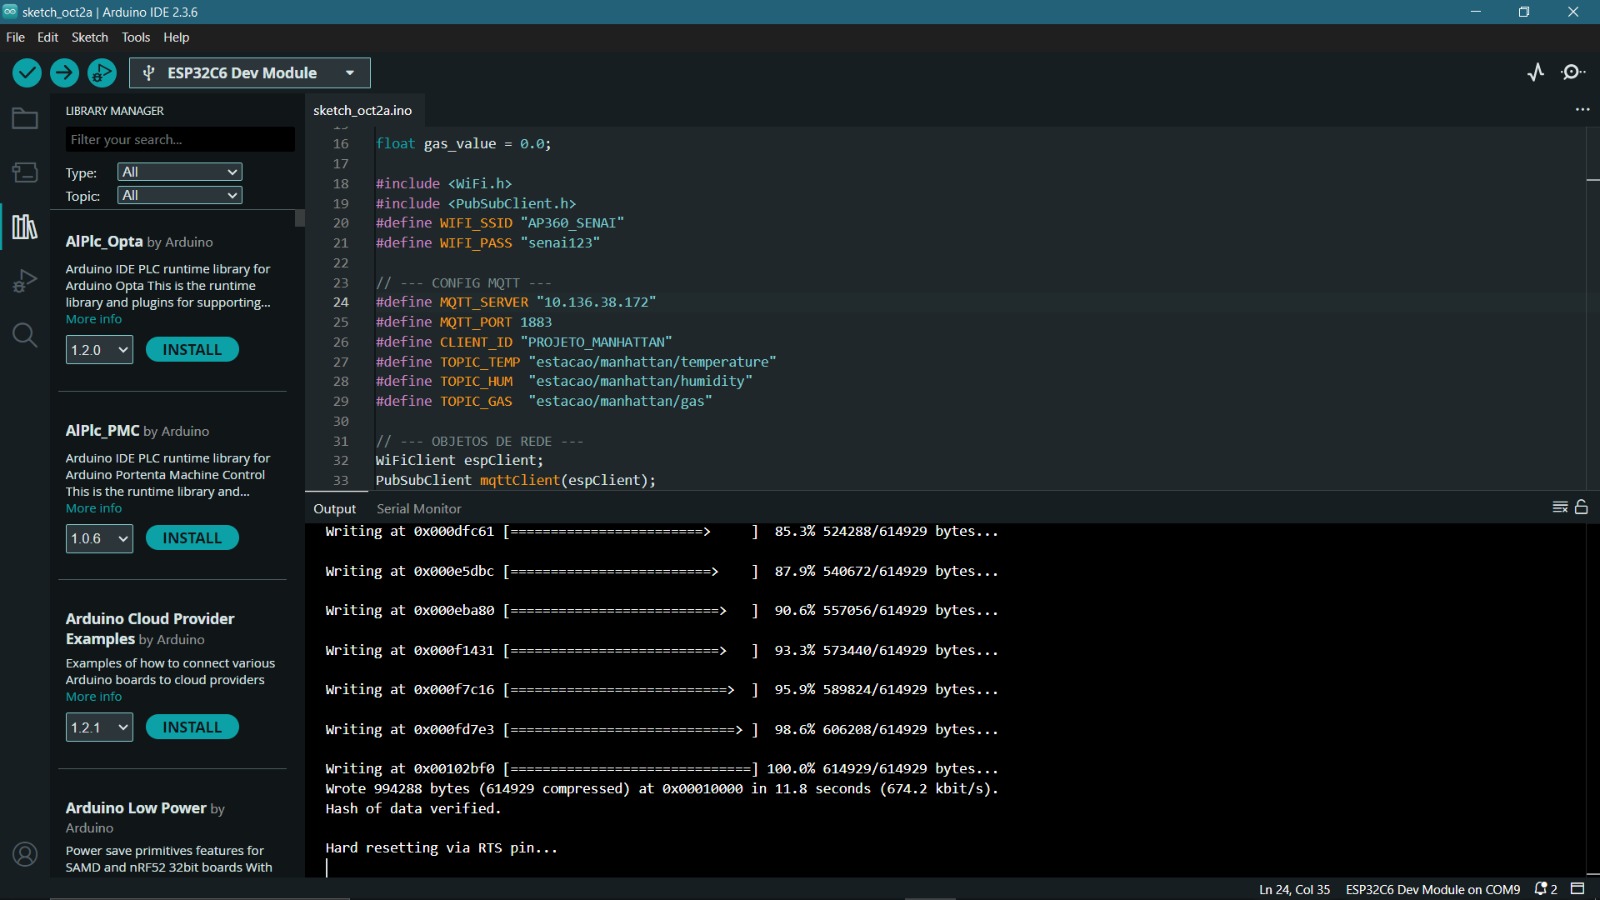 sketch_oct2a | Arduino IDE 2.3.6
File Edit Sketch Tools Help
ESP32C6 Dev Module
LIBRARY MANAGER
Filter your search...
Type: All
Topic: All
AlPlc_Opta by Arduino
Arduino IDE PLC runtime library for
Arduino Opta This is the runtime
library and plugins for supporting...
More info
1.2.0 INSTALL
AlPlc_PMC by Arduino
Arduino IDE PLC runtime library for
Arduino Portenta Machine Control
This is the runtime library and...
More info
1.0.6 INSTALL
Arduino Cloud Provider
Examples by Arduino
Examples of how to connect various
Arduino boards to cloud providers
More info
1.2.1 INSTALL
Arduino Low Power by
Arduino
Power save primitives features for
SAMD and nRF52 32bit boards With
sketch_oct2a.ino
15
16 float gas_value = 0.0;
17
18 #include <WiFi.h>
19 #include <PubSubClient.h>
20 #define WIFI_SSID "AP360_SENAI"
21 #define WIFI_PASS "senai123"
22
23 // --- CONFIG MQTT ---
24 #define MQTT_SERVER "10.136.38.172"
25 #define MQTT_PORT 1883
26 #define CLIENT_ID "PROJETO_MANHATTAN"
27 #define TOPIC_TEMP "estacao/manhattan/temperature"
28 #define TOPIC_HUM  "estacao/manhattan/humidity"
29 #define TOPIC_GAS  "estacao/manhattan/gas"
30
31 // --- OBJETOS DE REDE ---
32 WiFiClient espClient;
33 PubSubClient mqttClient(espClient);
Output Serial Monitor
Writing at 0x000dfc61 [========================>     ]  85.3% 524288/614929 bytes...
Writing at 0x000e5dbc [=========================>    ]  87.9% 540672/614929 bytes...
Writing at 0x000eba80 [==========================>   ]  90.6% 557056/614929 bytes...
Writing at 0x000f1431 [==========================>   ]  93.3% 573440/614929 bytes...
Writing at 0x000f7c16 [===========================>  ]  95.9% 589824/614929 bytes...
Writing at 0x000fd7e3 [============================> ]  98.6% 606208/614929 bytes...
Writing at 0x00102bf0 [==============================] 100.0% 614929/614929 bytes...
Wrote 994288 bytes (614929 compressed) at 0x00010000 in 11.8 seconds (674.2 kbit/s).
Hash of data verified.
Hard resetting via RTS pin...
Ln 24, Col 35 ESP32C6 Dev Module on COM9 2